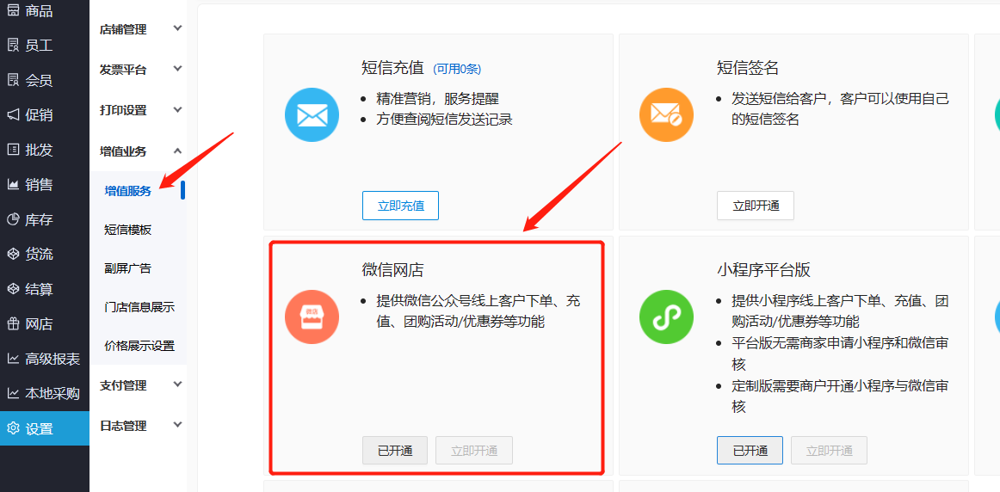 商品
员工
会员
促销
批发
销售
库存
货流
结算
网店
高级报表
本地采购
设置
店铺管理
发票平台
打印设置
增值业务
增值服务
短信模板
副屏广告
门店信息展示
价格展示设置
支付管理
日志管理
短信充值 (可用0条)
精准营销，服务提醒
方便查阅短信发送记录
立即充值
短信签名
发送短信给客户，客户可以使用自己
的短信签名
立即开通
微信网店
微店
提供微信公众号线上客户下单、充
值、团购活动/优惠券等功能
已开通 立即开通
小程序平台版
提供小程序线上客户下单、充值、团
购活动/优惠券等功能
平台版无需商家申请小程序和微信审
核
定制版需要商户开通小程序与微信审
核
已开通 立即开通